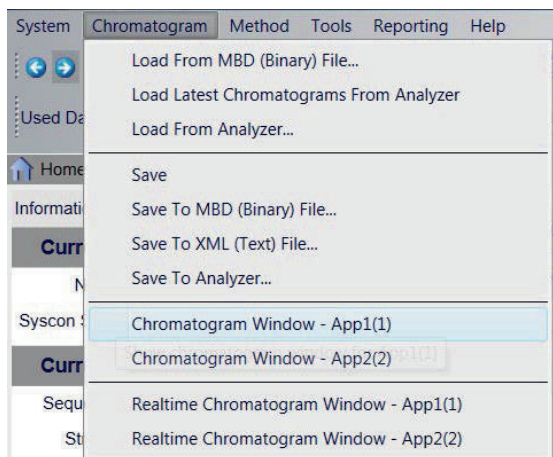 System Chromatogram Method Tools Reporting Help
Load From MBD (Binary) File...
Load Latest Chromatograms From Analyzer
Used Da
Load From Analyzer...
Home
Save
Informati
Save To MBD (Binary) File...
Curr
Save To XML (Text) File...
N
Save To Analyzer...
Syscon S
Chromatogram Window - App1(1)
Curr
Chromatogram Window - App2(2)
Sequ
Realtime Chromatogram Window - App1(1)
St
Realtime Chromatogram Window - App2(2)